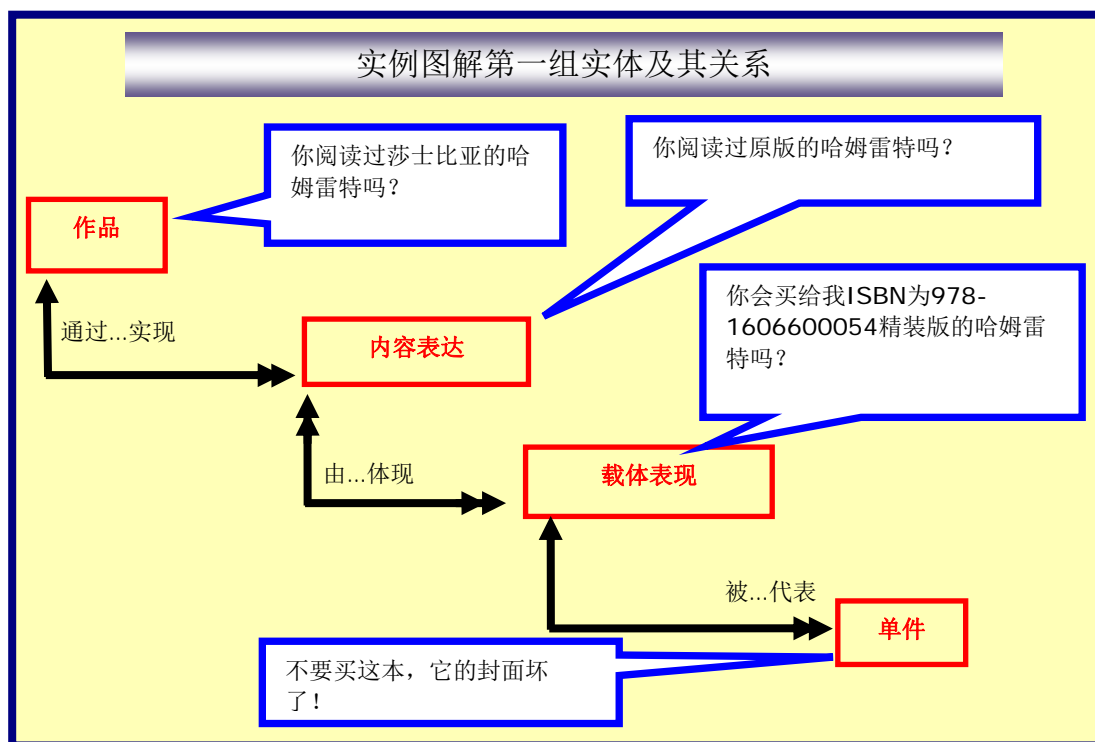 实例图解第一组实体及其关系
你阅读过莎士比亚的哈
姆雷特吗?
你阅读过原版的哈姆雷特吗?
作品
你会买给我ISBN为978-
1606600054精装版的哈姆雷
特吗?
通过...实现
内容表达
由...体现
载体表现
被...代表
单件
不要买这本，它的封面坏
了!